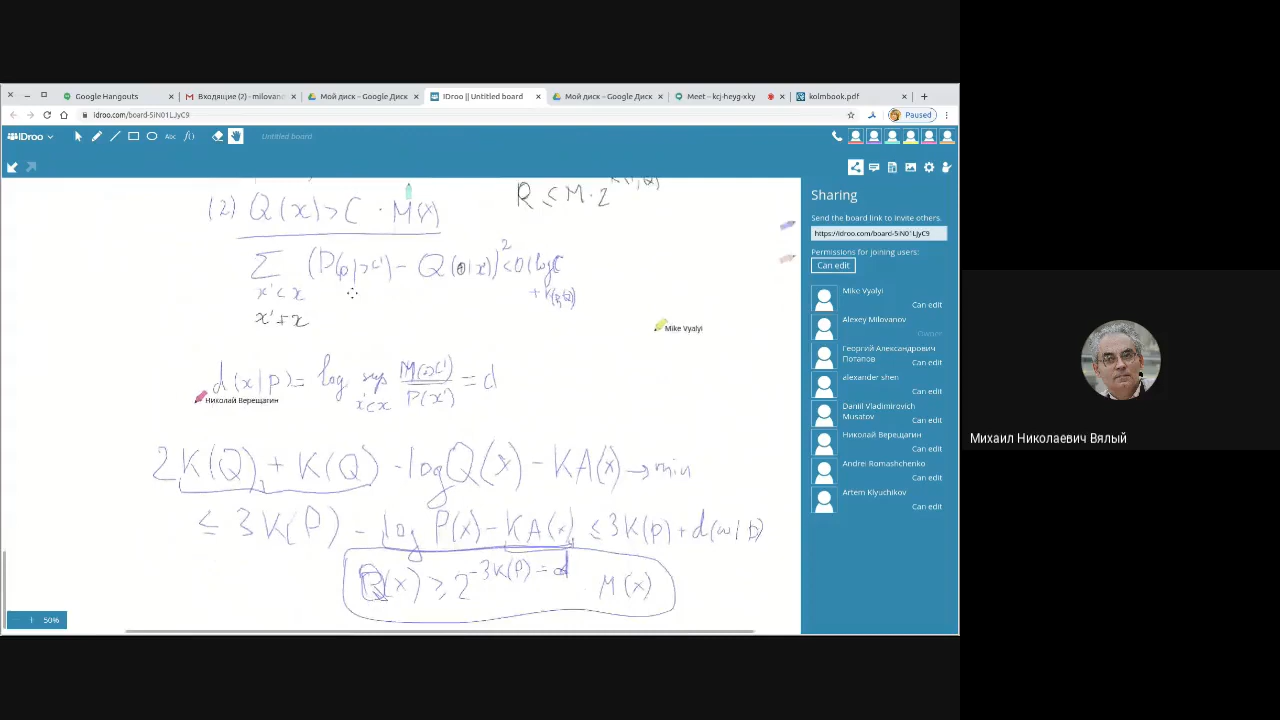 Google Hangouts × Входящие (2) - milovano × Мой диск – Google Диск × IDroo || Untitled board × Мой диск – Google Диск × Meet – kcj-heyg-xky × kolmbook.pdf ×
idroo.com/board-5iN01LJyC9 Paused
IDroo Abc f() Untitled board
(2) Q(x) > C · M(x)
R ≤ M · 2
Sharing
Send the board link to invite others.
https://idroo.com/board-5iN01LJyC9
Permissions for joining users:
Can edit
Mike Vyalyi
Can edit
Alexey Milovanov
Owner
Георгий Александрович Потапов
Can edit
alexander shen
Can edit
Daniil Vladimirovich Musatov
Can edit
Николай Верещагин
Can edit
Andrei Romashchenko
Can edit
Artem Klyuchikov
Can edit
x' < x
x' ≠ x
Mike Vyalyi
d(x|P) = log sup M(x') / P(x') = d
x' < x
Николай Верещагин
2K(Q) + K(Q) - log Q(x) - KA(x) → min
≤ 3K(P) - log P(x) - KA(x) ≤ 3K(P) + d(w|P)
Q(x) ≥ 2^{-3K(P) - d} M(x)
50%
Михаил Николаевич Вялый